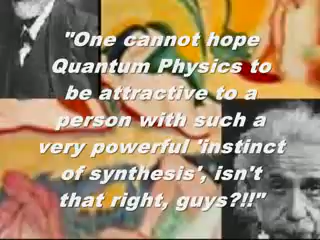 "One cannot hope
Quantum Physics to
be attractive to a
person with such a
very powerful 'instinct
of synthesis', isn't
that right, guys?!!"